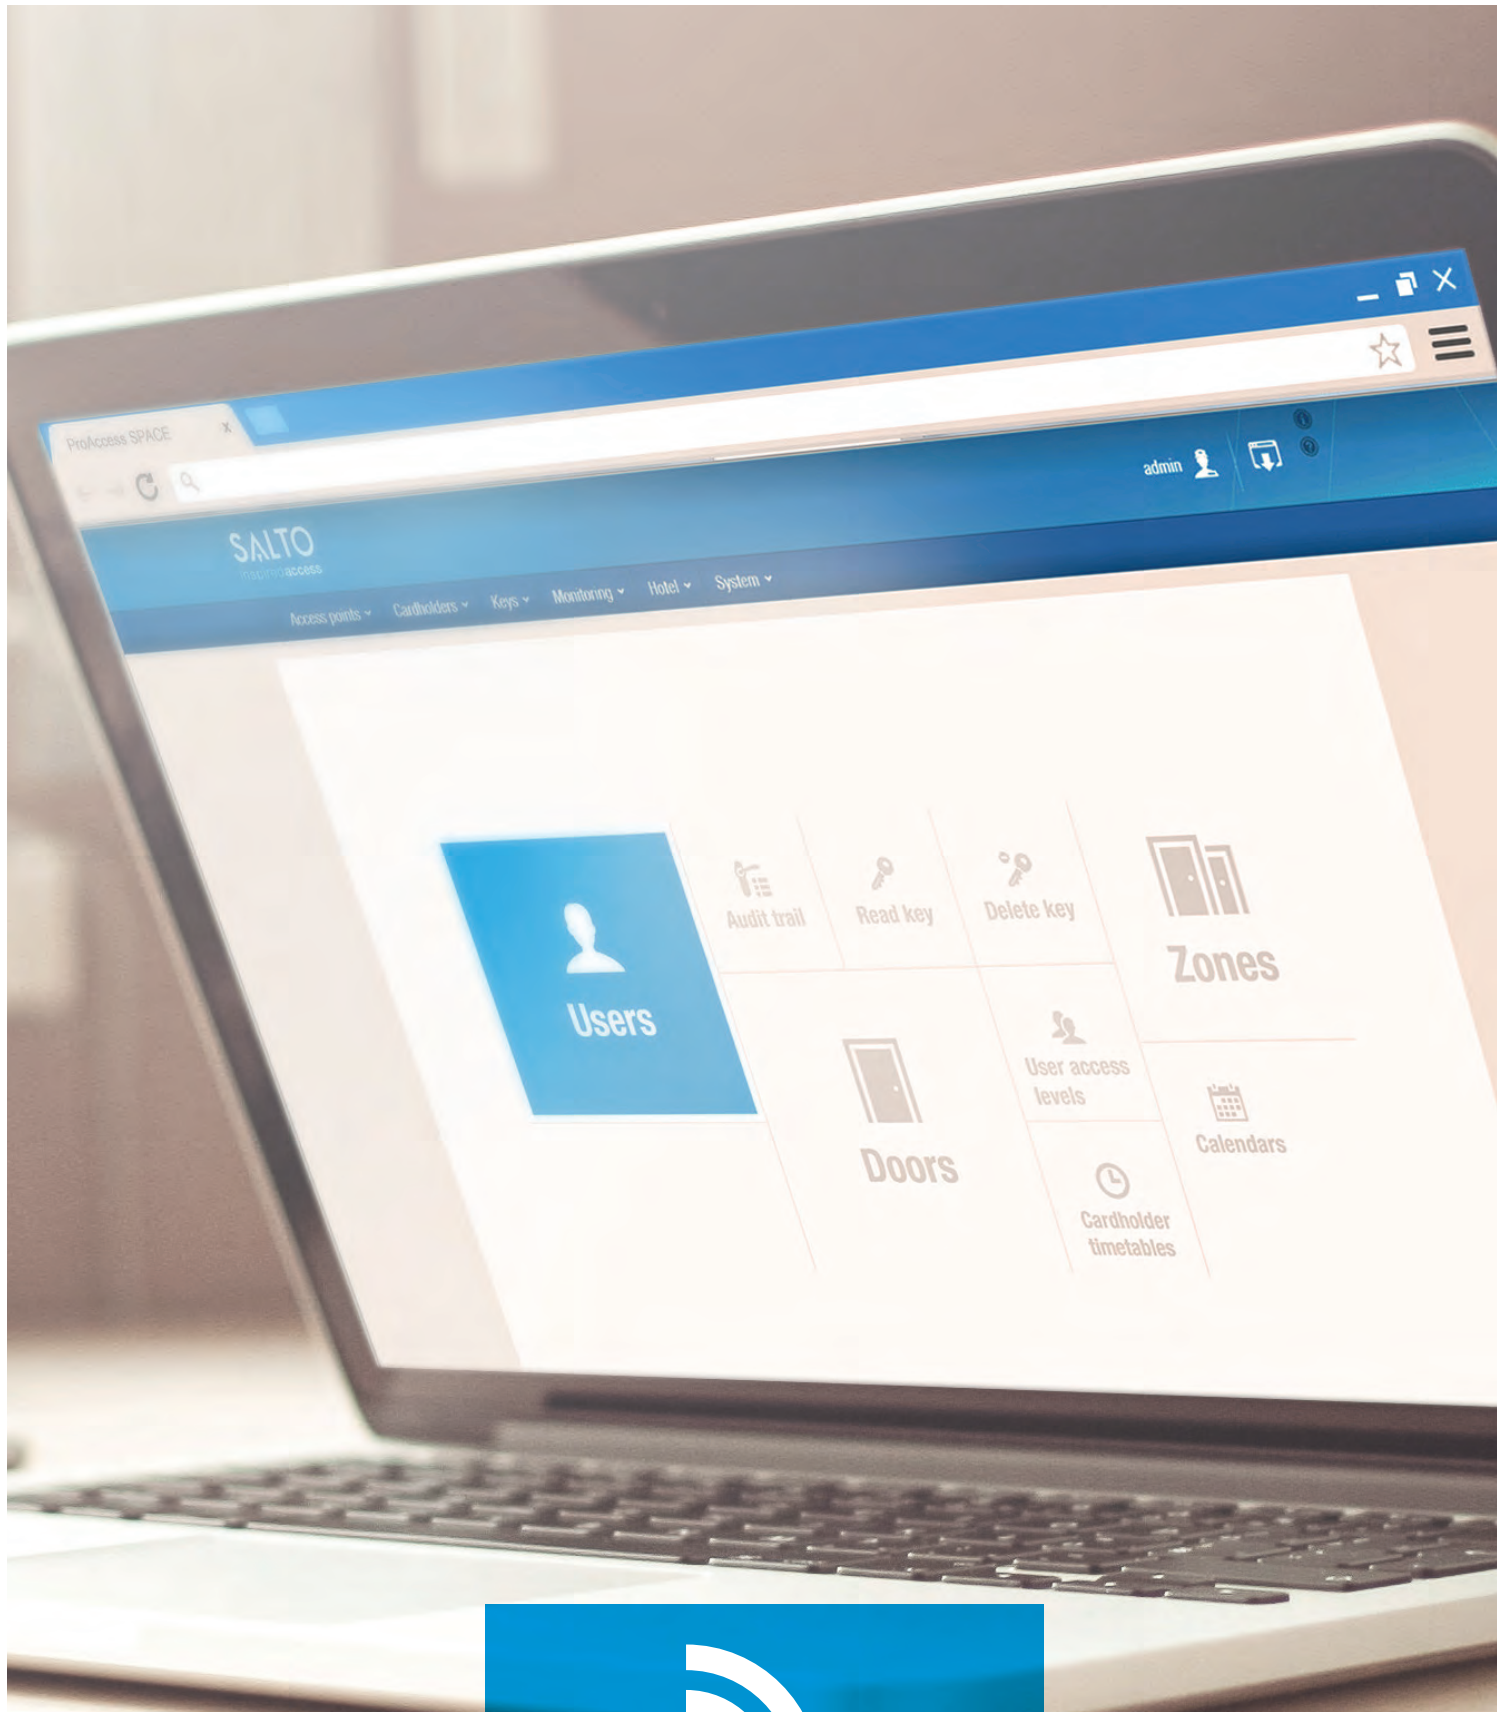 ProAccess SPACE x
admin
SALTO
inspiredaccess
Access points Cardholders Keys Monitoring Hotel System
Users
Audit trail
Read key
Delete key
Zones
Doors
User access
levels
Calendars
Cardholder
timetables